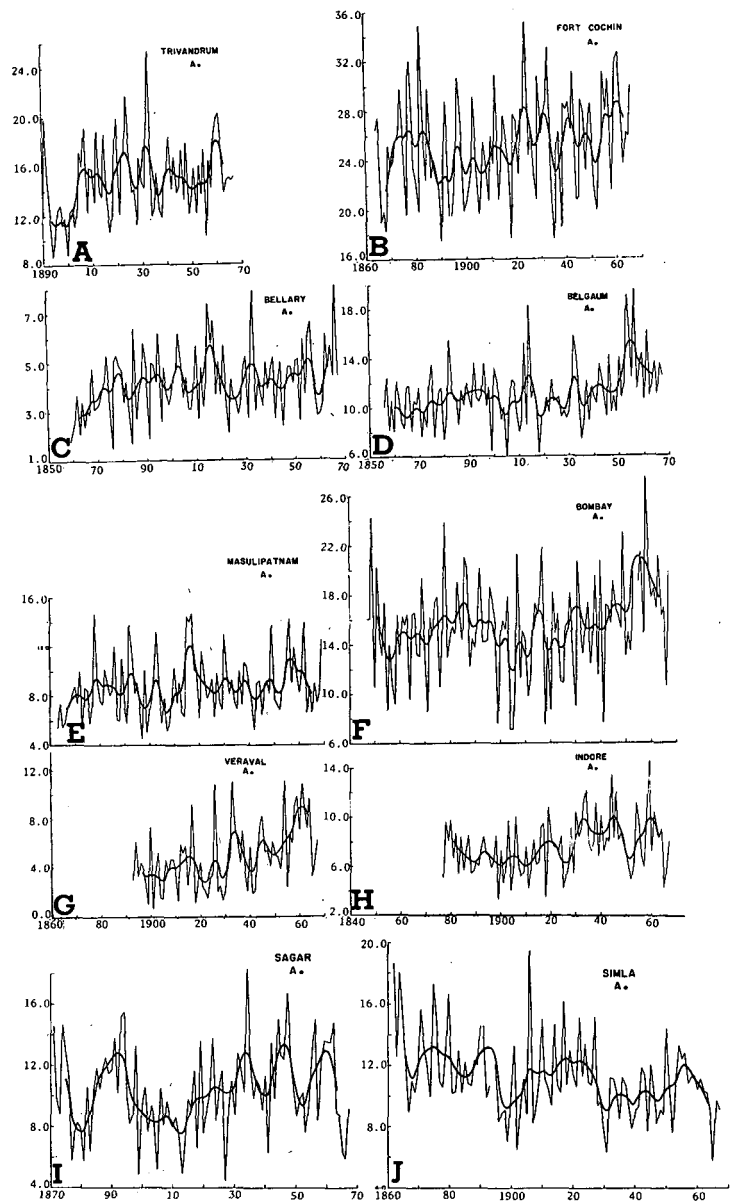 TRIVANDRUM
A.
24.0
20.0
16.0
12.0
8.0
A
1890 10 30 50 70
FORT COCHIN
A.
36.0
32.0
28.0
24.0
20.0
16.0
B
1860 80 1900 20 40 60
BELLARY
A.
7.0
5.0
3.0
1.0
C
1850 70 90 10 30 50 70
BELGAUM
A.
18.0
14.0
10.0
6.0
D
1850 70 90 10 30 50 70
MASULIPATNAM
A.
16.0
8.0
4.0
E
BOMBAY
A.
26.0
22.0
18.0
14.0
10.0
6.0
F
VERAVAL
A.
12.0
8.0
4.0
0.0
G
1860 80 1900 20 40 60
INDORE
A.
14.0
10.0
6.0
2.0
H
1840 60 80 1900 20 40 60
SAGAR
A.
16.0
12.0
8.0
4.0
I
1870 90 10 30 50 70
SIMLA
A.
20.0
16.0
12.0
8.0
J
1860 80 1900 20 40 60